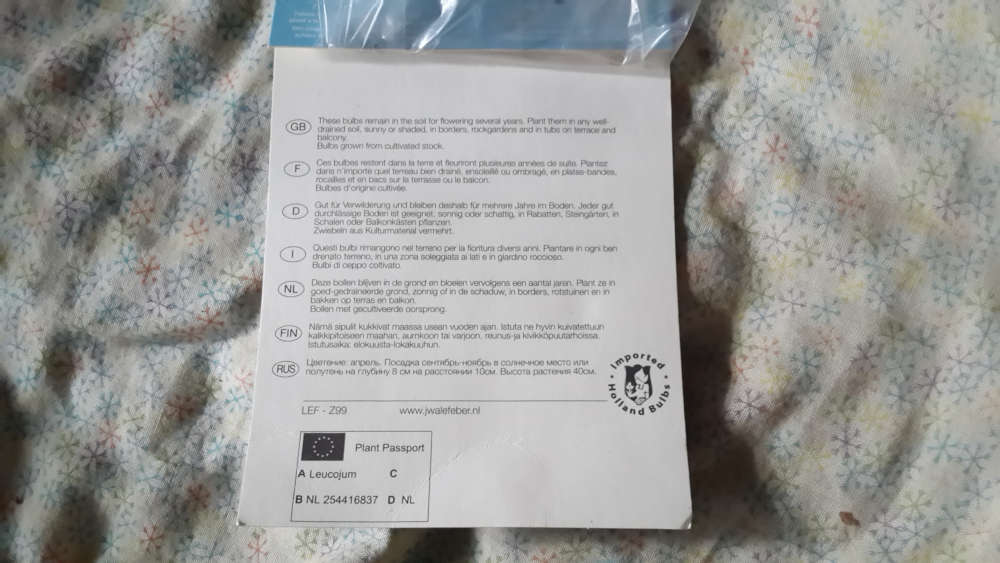 GB
These bulbs remain in the soil for flowering several years. Plant them in any well-
drained soil, sunny or shaded, in borders, rockgardens and in tubs on terrace and
balcony.
Bulbs grown from cultivated stock.
F
Ces bulbes restent dans la terre et fleuriront plusieures années de suite. Plantez
dans n'importe quel terreau bien drainé, ensoleillé ou ombragé, en platas-bandes,
rocailles et en bacs sur la terrasse ou le balcon.
Bulbes d'origine cultivée.
D
Gut für Verwilderung und bleiben deshalb für mehrere Jahre im Boden. Jeder gut
durchlässige Boden ist geeignet; sonnig oder schattig, in Rabatten, Steingärten, in
Schalen oder Balkonkästen pflanzen.
Zwiebeln aus Kulturmaterial vermehrt.
I
Questi bulbi rimangono nel terreno per la fioritura diversi anni. Piantare in ogni ben
drenato terreno, in una zona soleggiata ai lati e in giardino roccioso.
Bulbi di ceppo coltivato.
NL
Deze bollen blijven in de grond en bloeien vervolgens een aantal jaren. Plant ze in
goed-gedraineerde grond, zonnig of in de schaduw, in borders, rotstuinen en in
bakken op terras en balkon.
Bollen met gecultiveerde oorsprong.
FIN
Nämä sipulit kukkivat maassa usean vuoden ajan. Istuta ne hyvin kuivatettuun
kalkkipitoiseen maahan, aurinkoon tai varjoon, reunus-ja kivikköpuutarhoissa.
Istutusaika: elokuusta-lokakuuhun.
RUS
Цветение: апрель. Посадка сентябрь-ноябрь в солнечное место или
полутень на глубину 8 см на расстоянии 10см. Высота растения 40см.
Imported
Holland Bulbs
LEF - Z99 www.jwalefeber.nl
Plant Passport
A Leucojum C
B NL 254416837 D NL